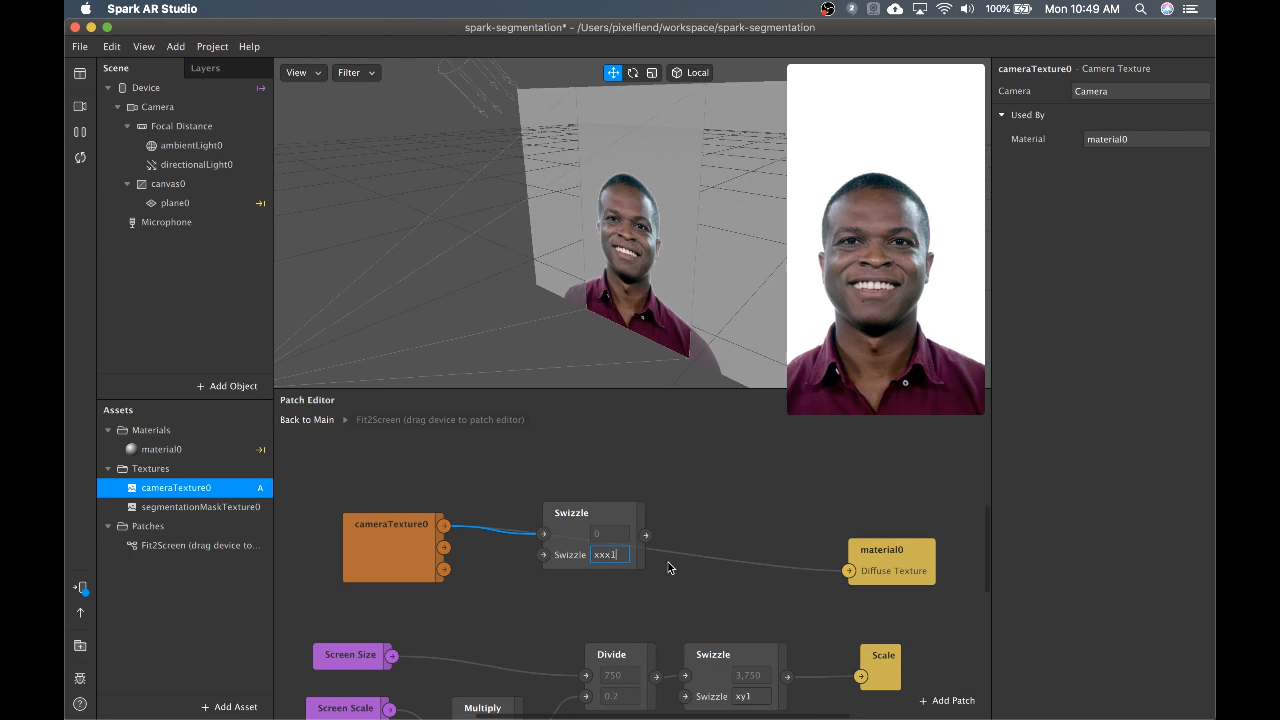 Spark AR Studio
2
100%
Mon 10:49 AM
spark-segmentation* - /Users/pixelfiend/workspace/spark-segmentation
File Edit View Add Project Help
Scene Layers
Device
Camera
Focal Distance
ambientLight0
directionalLight0
canvas0
plane0
Microphone
+ Add Object
Assets
Materials
material0
Textures
cameraTexture0 A
segmentationMaskTexture0
Patches
Fit2Screen (drag device to...
+ Add Asset
View
Filter
Local
Patch Editor
Back to Main
Fit2Screen (drag device to patch editor)
cameraTexture0
Swizzle
0
Swizzle xxx1
material0
Diffuse Texture
Screen Size
Divide
750
0.2
Swizzle
3,750
Swizzle xy1
Scale
Screen Scale
Multiply
+ Add Patch
cameraTexture0 - Camera Texture
Camera Camera
Used By
Material material0